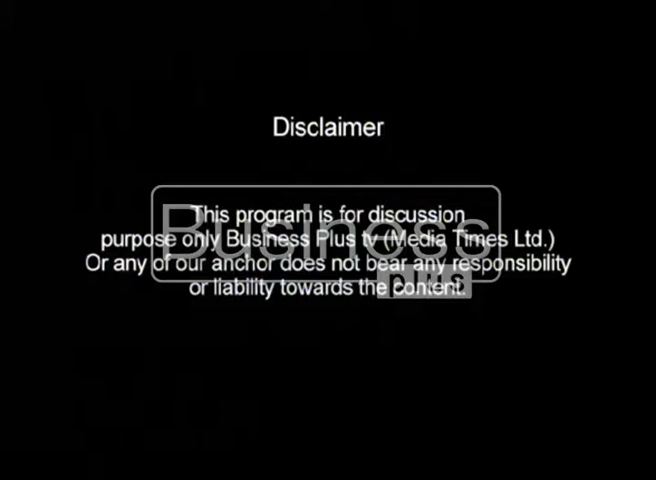 Disclaimer
This program is for discussion
purpose only Business Plus tv (Media Times Ltd.)
Or any of our anchor does not bear any responsibility
or liability towards the content.
Business
plus